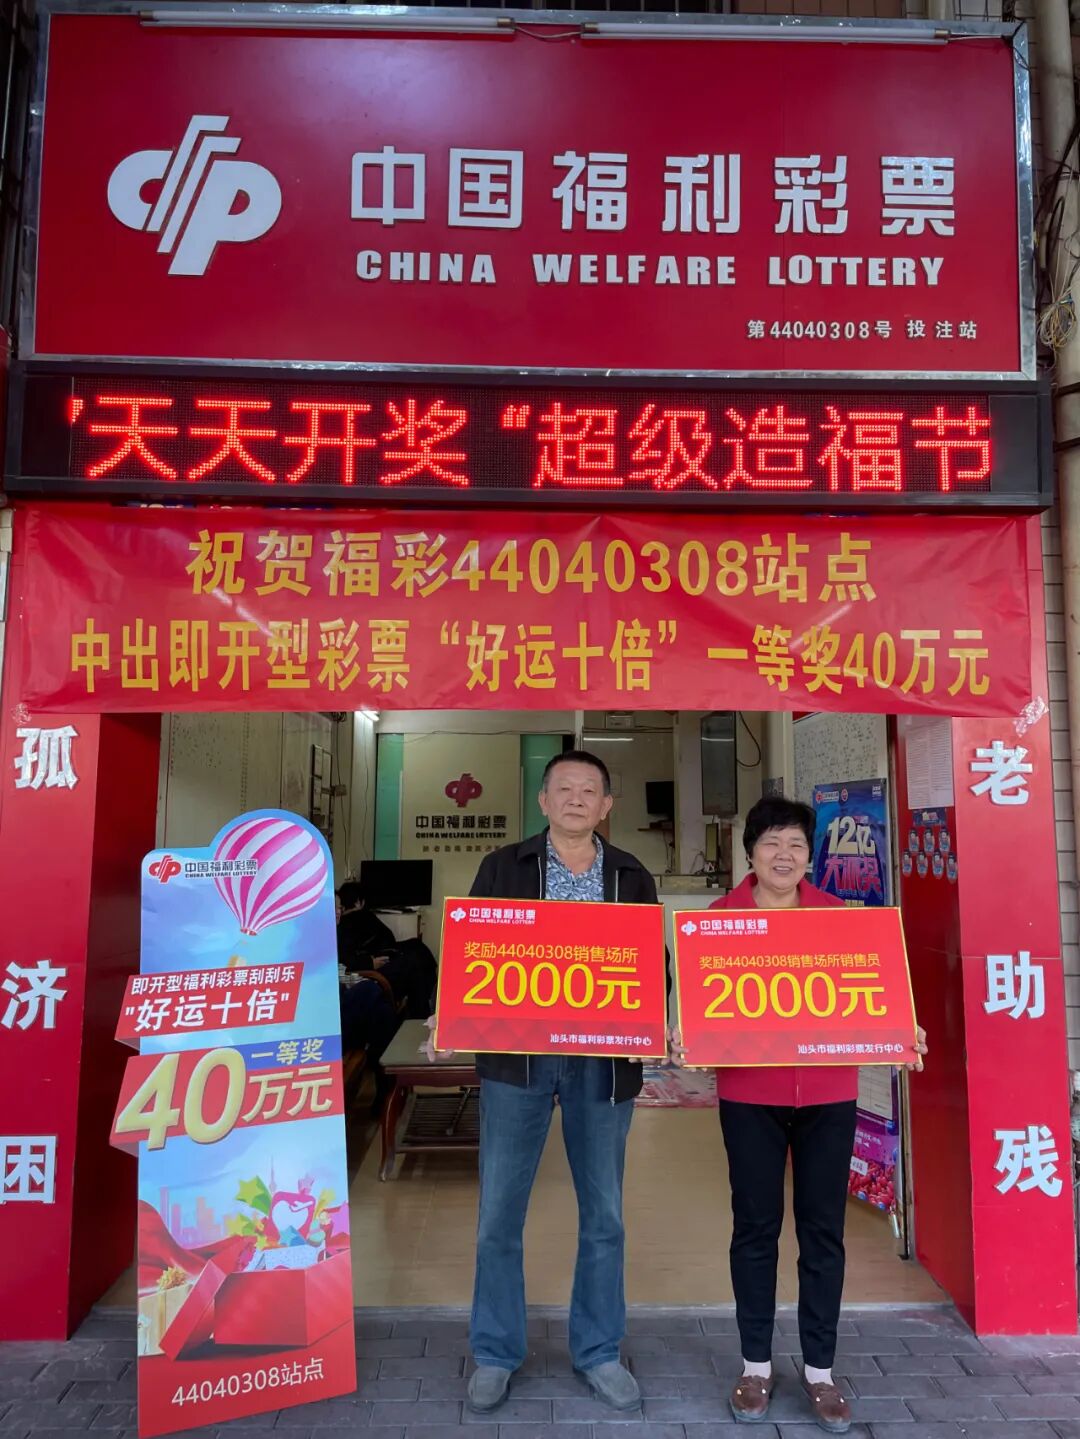 中国福利彩票
CHINA WELFARE LOTTERY
第44040308号 投注站
”天天开奖 “超级造福节
祝贺福彩44040308站点
中出即开型彩票“好运十倍”一等奖40万元
孤
济
困
老
助
残
中国福利彩票
CHINA WELFARE LOTTERY
12亿
大派奖
中国福利彩票
CHINA WELFARE LOTTERY
即开型福利彩票刮刮乐
"好运十倍"
一等奖
40万元
44040308站点
中国福利彩票
CHINA WELFARE LOTTERY
奖励44040308销售场所
2000元
汕头市福利彩票发行中心
中国福利彩票
CHINA WELFARE LOTTERY
奖励44040308销售场所销售员
2000元
汕头市福利彩票发行中心